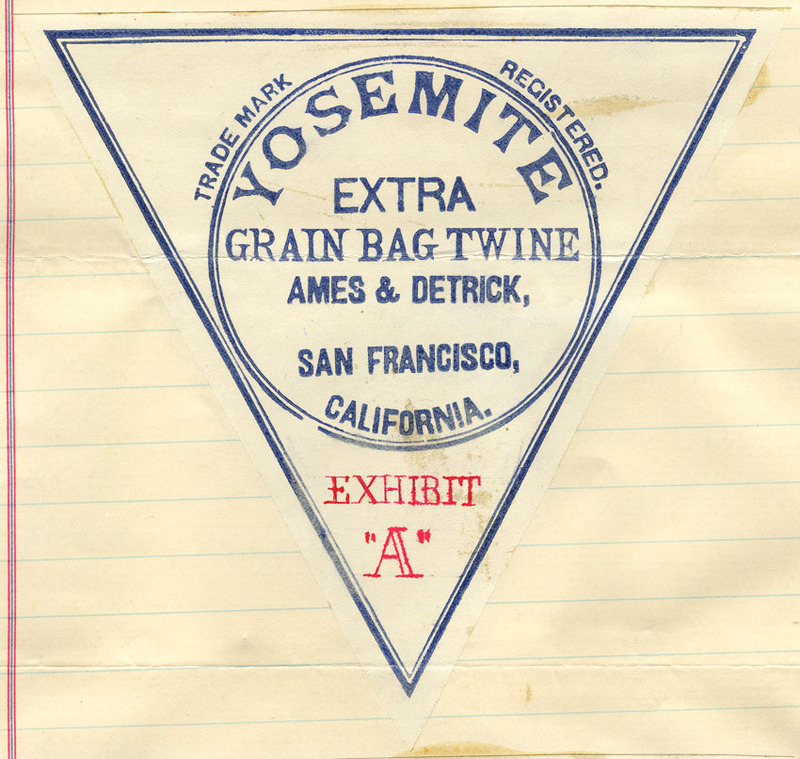 TRADE MARK
REGISTERED.
YOSEMITE
EXTRA
GRAIN BAG TWINE
AMES & DETRICK,
SAN FRANCISCO,
CALIFORNIA.
EXHIBIT
"A"